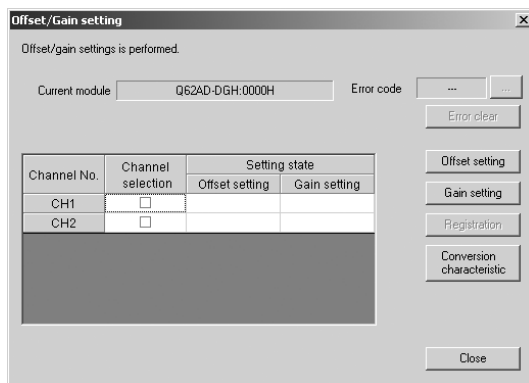 Offset/Gain setting
Offset/gain settings is performed.
Current module Q62AD-DGH:0000H Error code --- ...
Error clear
Channel No. Channel selection Setting state
Offset setting Gain setting
CH1
CH2
Offset setting
Gain setting
Registration
Conversion
characteristic
Close